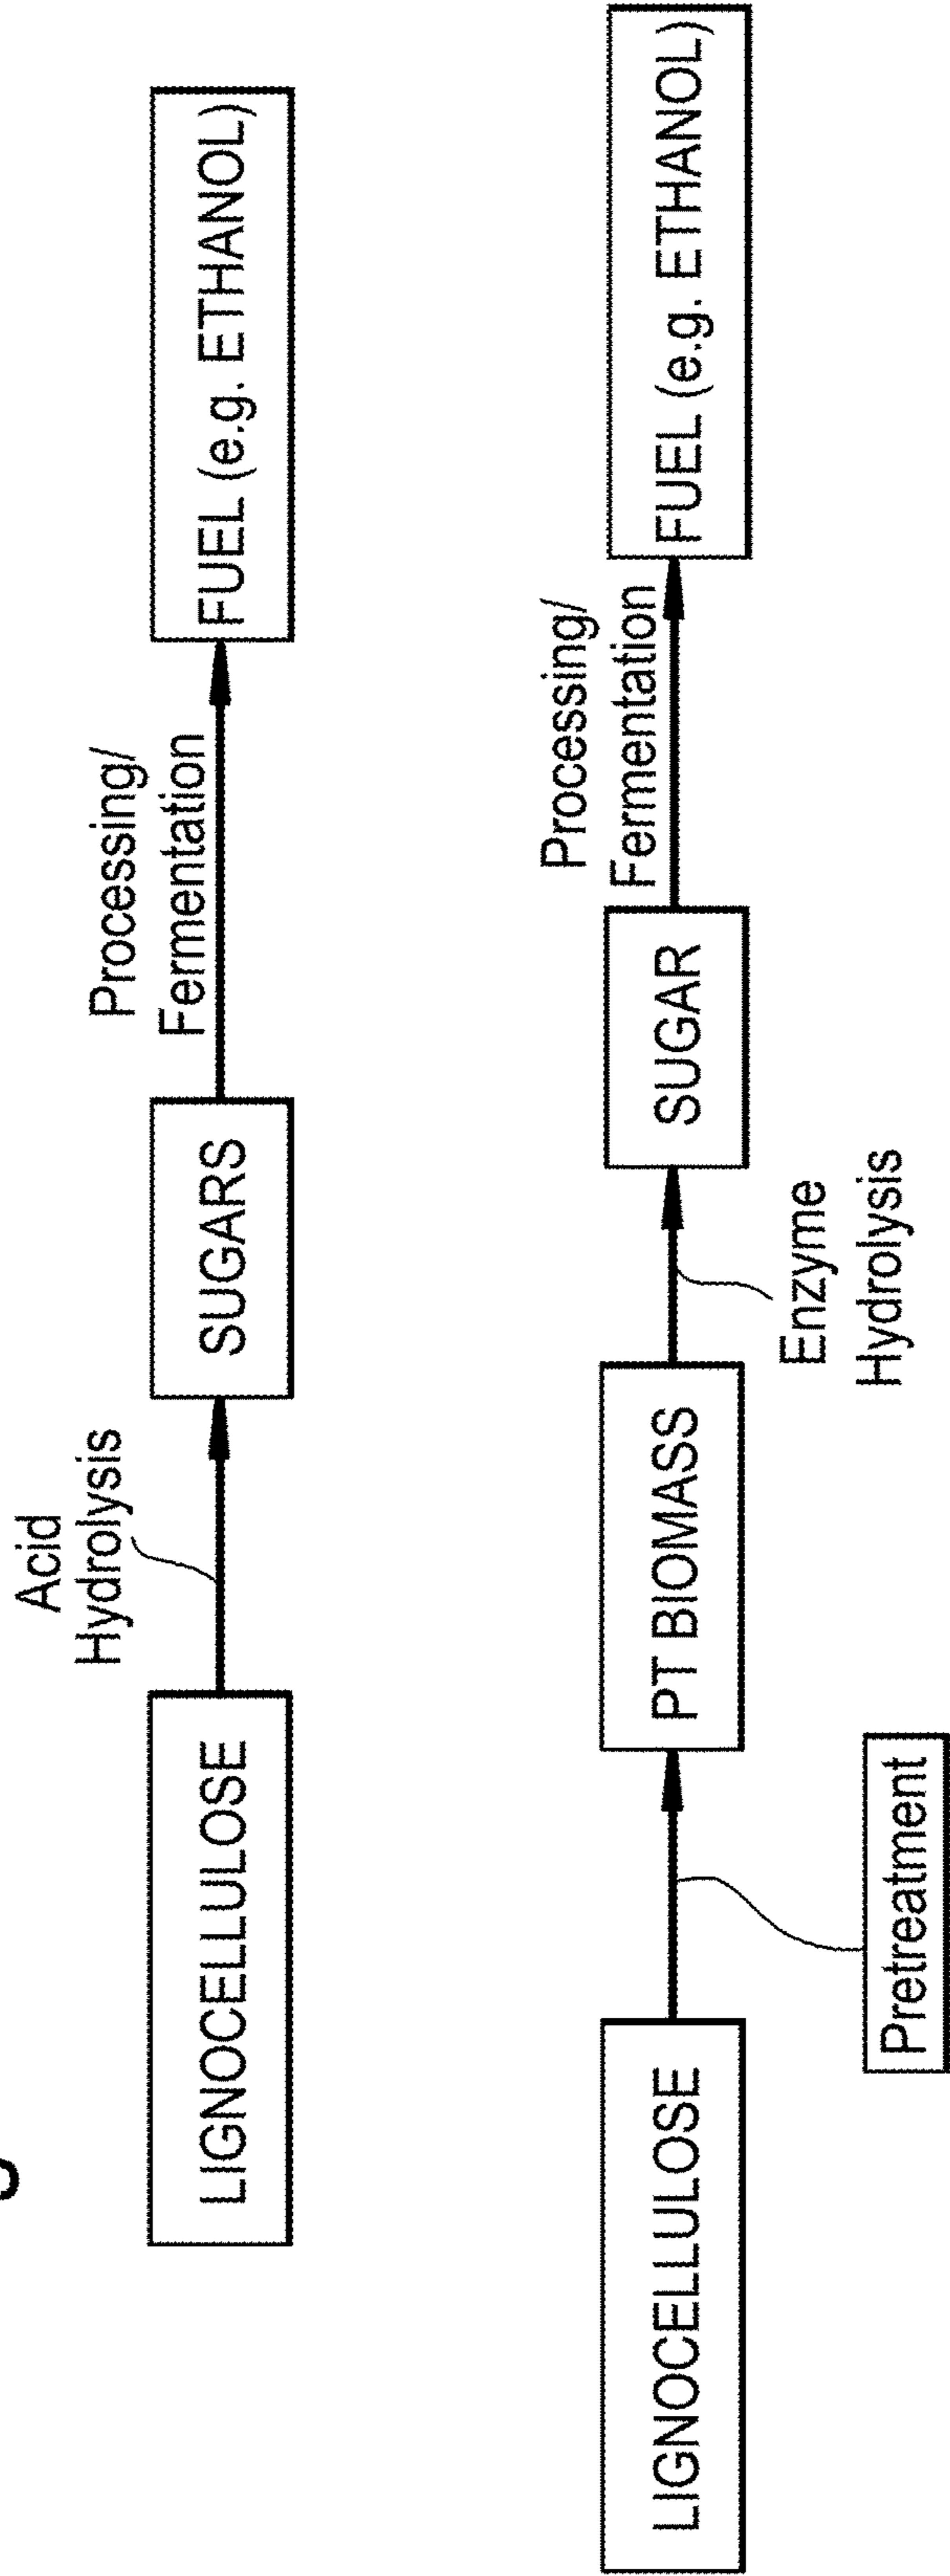 LIGNOCELLULOSE
Acid
Hydrolysis
SUGARS
Processing/
Fermentation
FUEL (e.g. ETHANOL)
LIGNOCELLULOSE
Pretreatment
PT BIOMASS
Enzyme
Hydrolysis
SUGAR
Processing/
Fermentation
FUEL (e.g. ETHANOL)